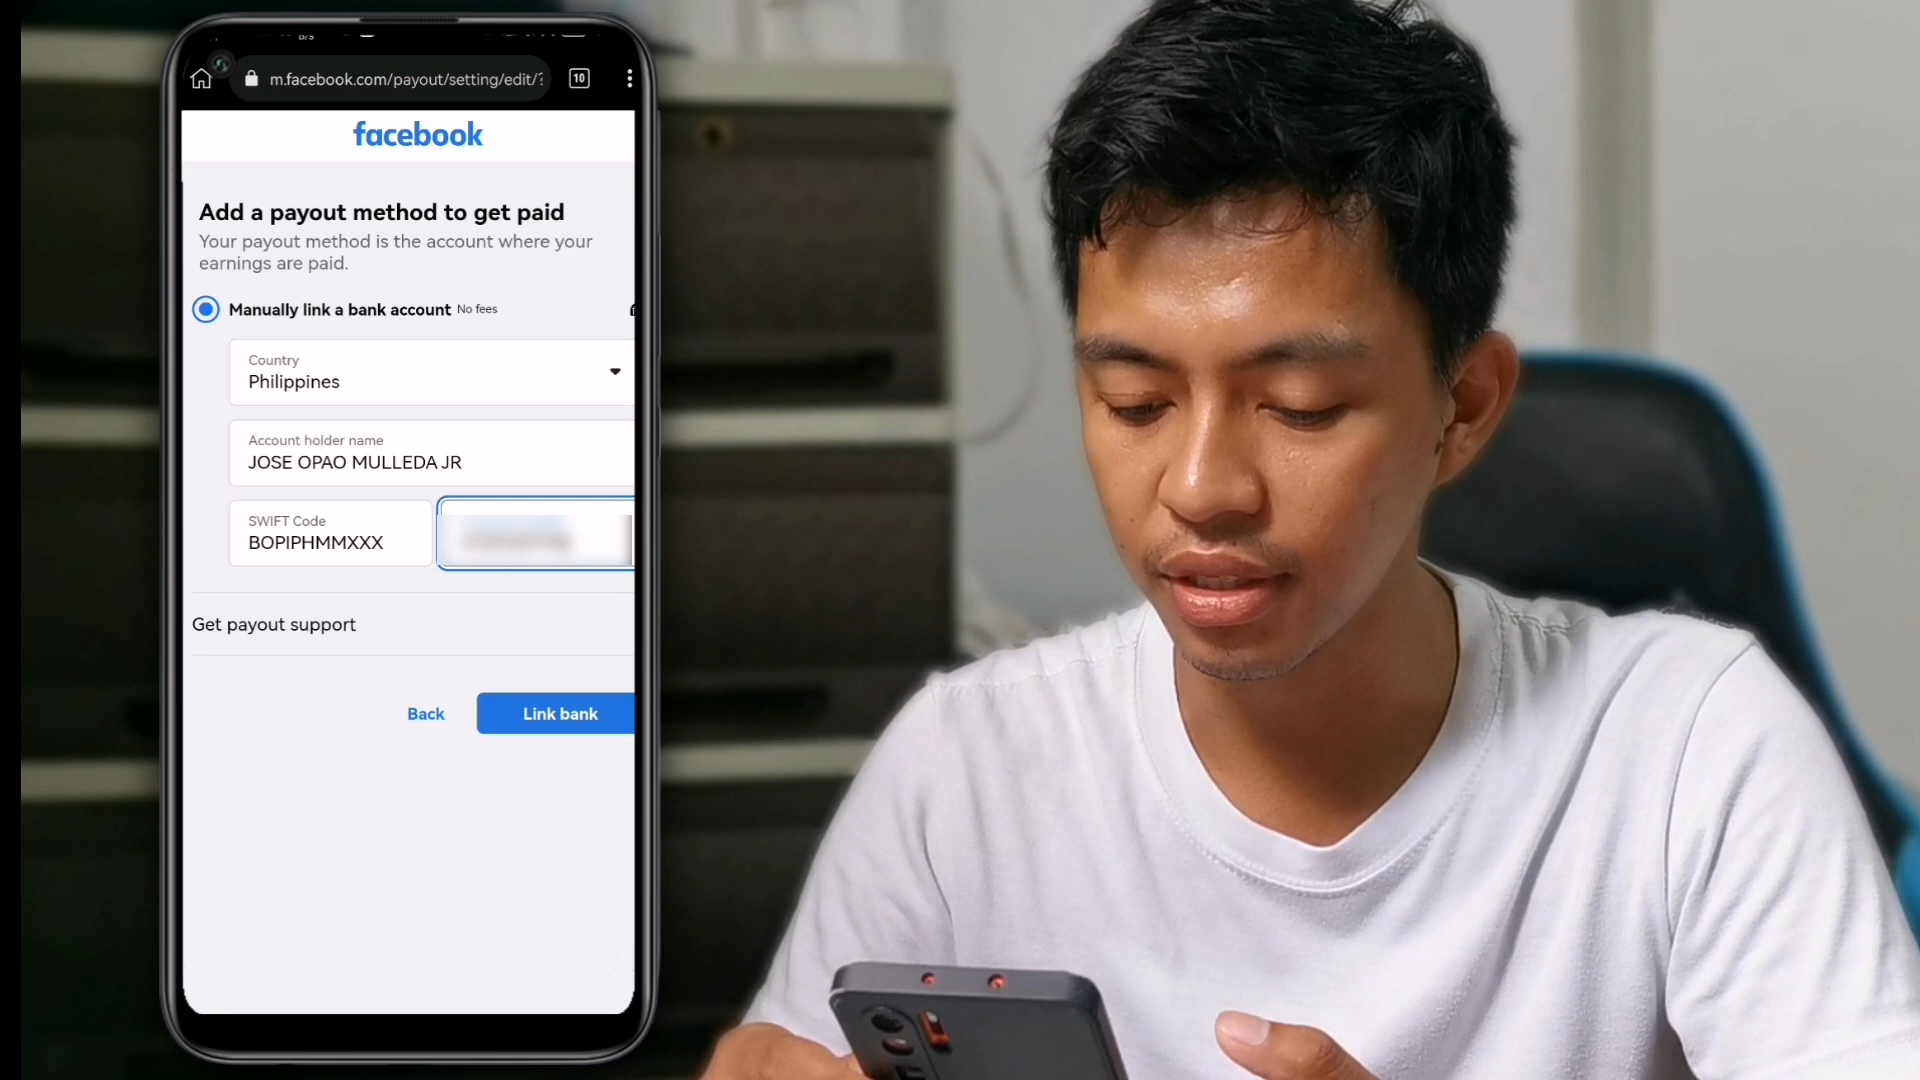 m.facebook.com/payout/setting/edit/?
10
facebook
Add a payout method to get paid
Your payout method is the account where your
earnings are paid.
Manually link a bank account No fees
Country
Philippines
Account holder name
JOSE OPAO MULLEDA JR
SWIFT Code
BOPIPHMMXXX
Get payout support
Back
Link bank